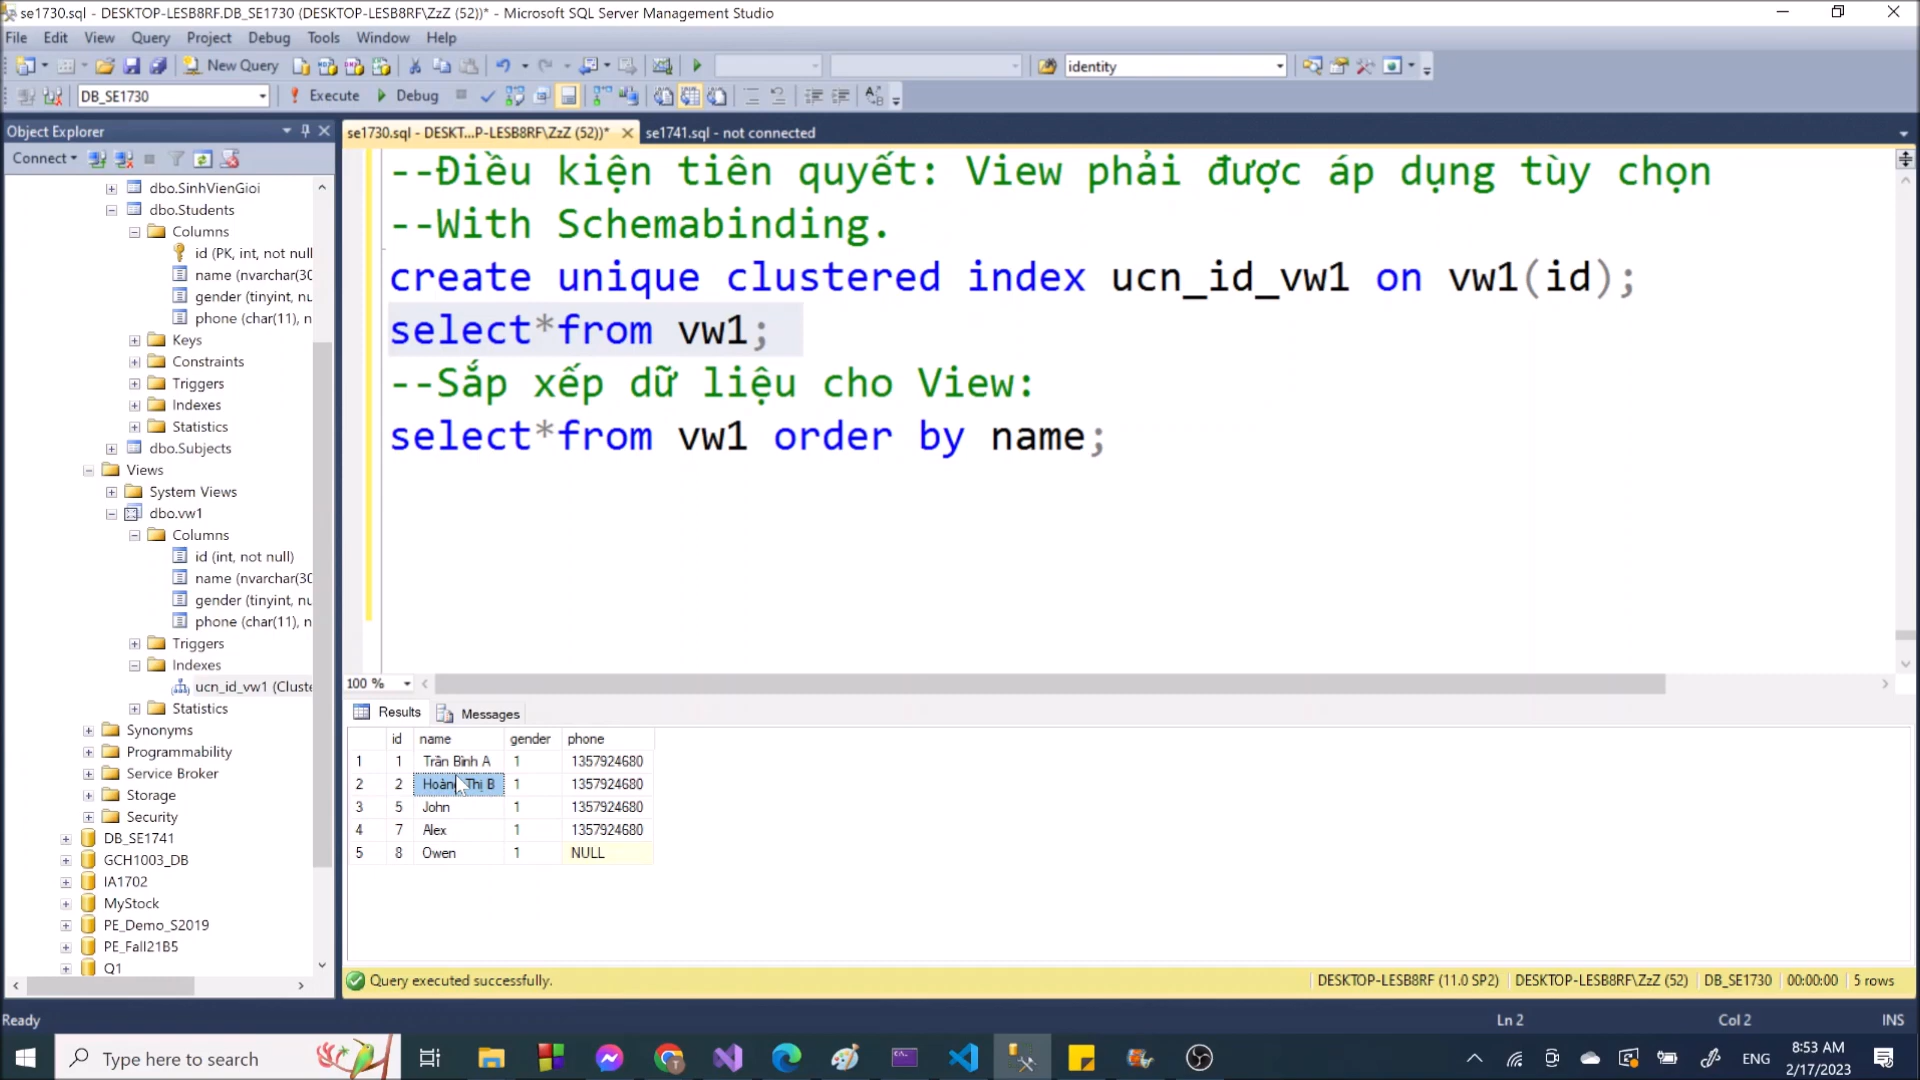 se1730.sql - DESKTOP-LESB8RF.DB_SE1730 (DESKTOP-LESB8RF\ZzZ (52))* - Microsoft SQL Server Management Studio
File Edit View Query Project Debug Tools Window Help
New Query identity
DB_SE1730 Execute Debug
Object Explorer
Connect
dbo.SinhVienGioi
dbo.Students
Columns
id (PK, int, not null
name (nvarchar(30
gender (tinyint, nu
phone (char(11), n
Keys
Constraints
Triggers
Indexes
Statistics
dbo.Subjects
Views
System Views
dbo.vw1
Columns
id (int, not null)
name (nvarchar(30
gender (tinyint, nu
phone (char(11), n
Triggers
Indexes
ucn_id_vw1 (Cluste
Statistics
Synonyms
Programmability
Service Broker
Storage
Security
DB_SE1741
GCH1003_DB
IA1702
MyStock
PE_Demo_S2019
PE_Fall21B5
Q1
se1730.sql - DESKT...P-LESB8RF\ZzZ (52))* se1741.sql - not connected
--Điều kiện tiên quyết: View phải được áp dụng tùy chọn
--With Schemabinding.
create unique clustered index ucn_id_vw1 on vw1(id);
select*from vw1;
--Sắp xếp dữ liệu cho View:
select*from vw1 order by name;
100 %
Results Messages
id name gender phone
1 1 Trần Bình A 1 1357924680
2 2 Hoàng Thị B 1 1357924680
3 5 John 1 1357924680
4 7 Alex 1 1357924680
5 8 Owen 1 NULL
Query executed successfully. DESKTOP-LESB8RF (11.0 SP2) DESKTOP-LESB8RF\ZzZ (52) DB_SE1730 00:00:00 5 rows
Ready Ln 2 Col 2 INS
Type here to search ENG 8:53 AM
2/17/2023